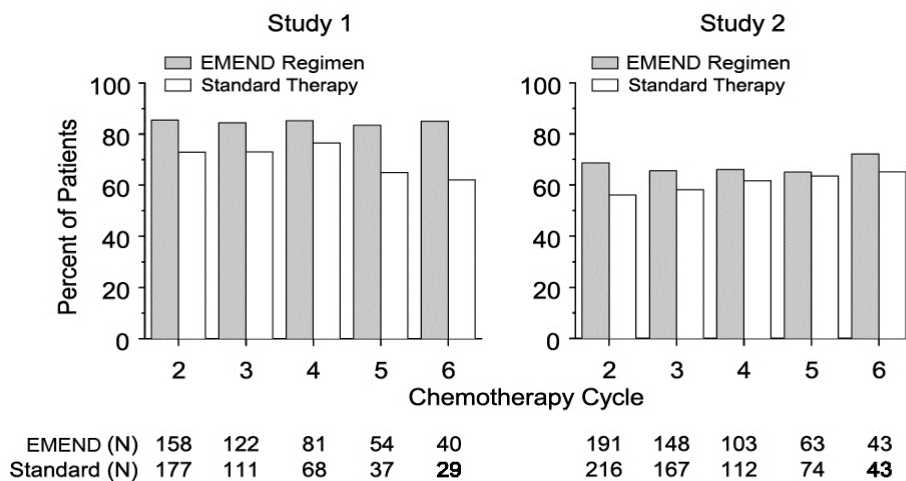 Study 1
EMEND Regimen
Standard Therapy
Percent of Patients
100
80
60
40
20
0
2 3 4 5 6
Study 2
EMEND Regimen
Standard Therapy
100
80
60
40
20
0
2 3 4 5 6
Chemotherapy Cycle
EMEND (N) 158 122 81 54 40 191 148 103 63 43
Standard (N) 177 111 68 37 29 216 167 112 74 43